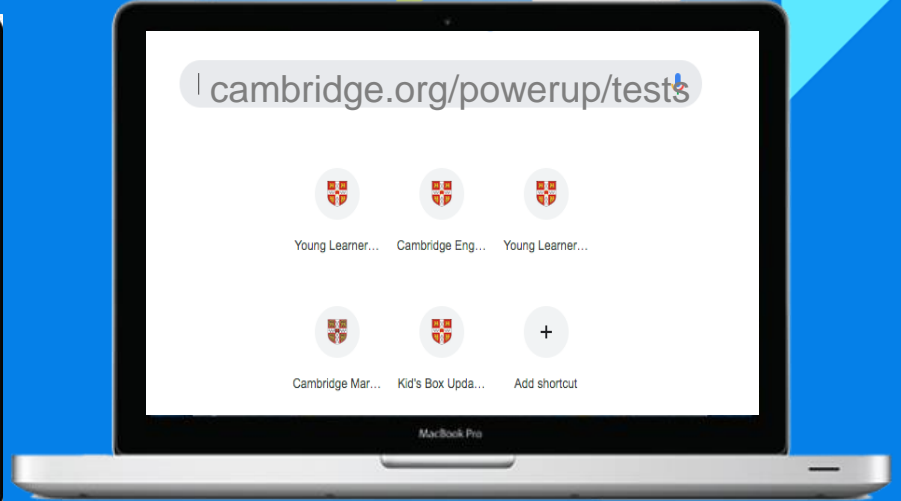 cambridge.org/powerup/tests
Young Learner... Cambridge Eng... Young Learner...
Cambridge Mar... Kid's Box Upda... Add shortcut
MacBook Pro